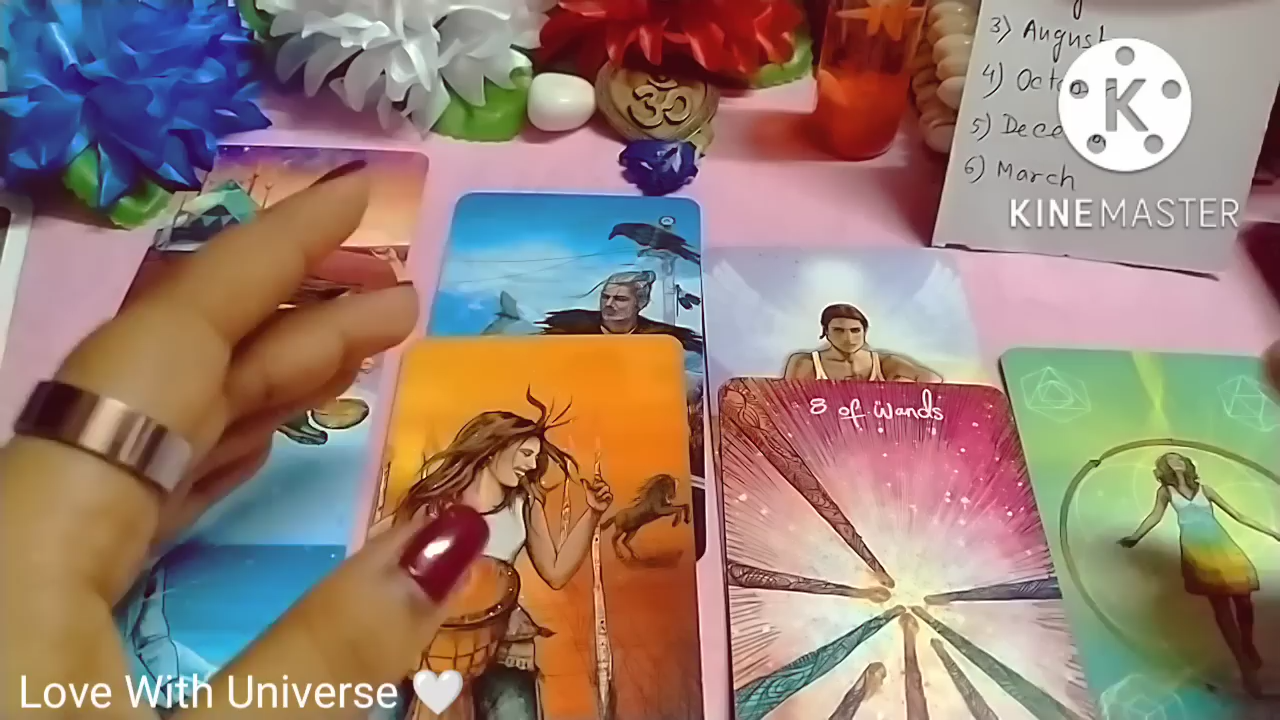 3) August
4) Octo
5) Dece
6) March
K
KINEMASTER
ॐ
8 of wands
Love With Universe 🤍